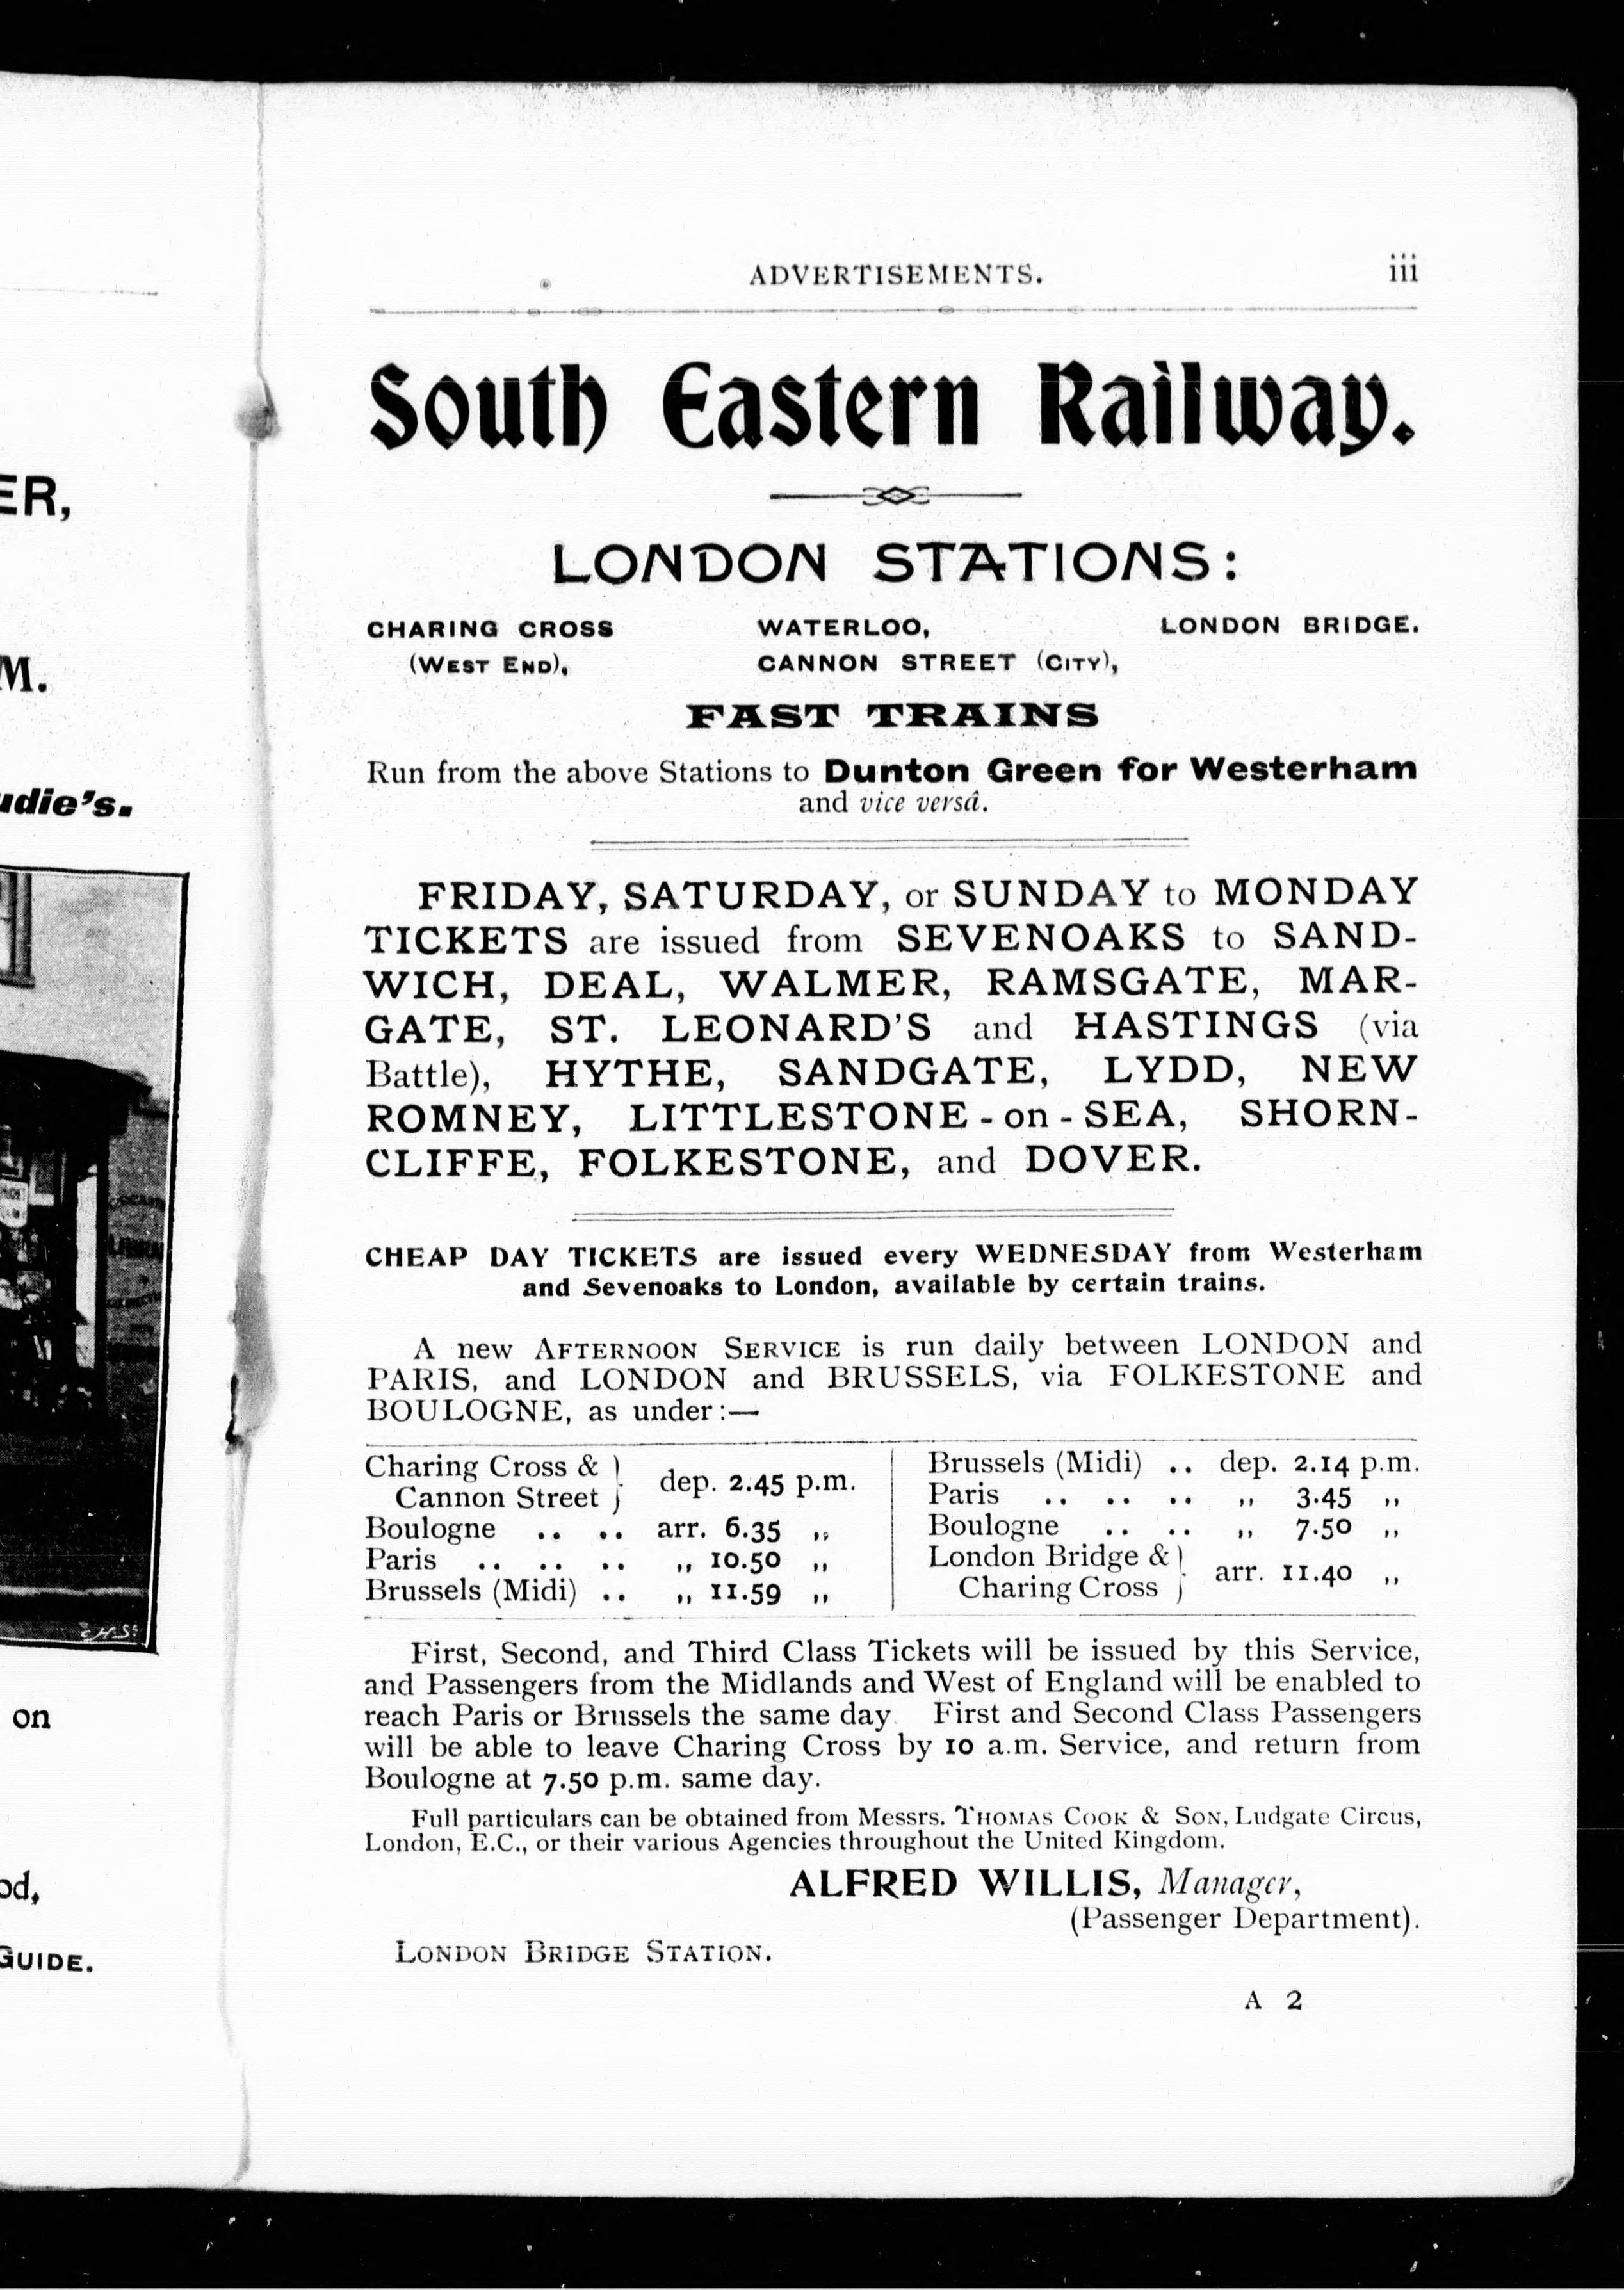 ER,
M.
udie's.
on
od,
GUIDE.
ADVERTISEMENTS. iii
South Eastern Railway.
LONDON STATIONS:
CHARING CROSS WATERLOO, LONDON BRIDGE.
(WEST END), CANNON STREET (CITY),
FAST TRAINS
Run from the above Stations to Dunton Green for Westerham
and vice versâ.
FRIDAY, SATURDAY, or SUNDAY to MONDAY
TICKETS are issued from SEVENOAKS to SAND-
WICH, DEAL, WALMER, RAMSGATE, MAR-
GATE, ST. LEONARD'S and HASTINGS (via
Battle), HYTHE, SANDGATE, LYDD, NEW
ROMNEY, LITTLESTONE-on-SEA, SHORN-
CLIFFE, FOLKESTONE, and DOVER.
CHEAP DAY TICKETS are issued every WEDNESDAY from Westerham
and Sevenoaks to London, available by certain trains.
A new AFTERNOON SERVICE is run daily between LONDON and
PARIS, and LONDON and BRUSSELS, via FOLKESTONE and
BOULOGNE, as under:—
Charing Cross & }
Cannon Street } dep. 2.45 p.m.
Boulogne .. .. arr. 6.35 ,,
Paris .. .. .. ,, 10.50 ,,
Brussels (Midi) .. ,, 11.59 ,,
Brussels (Midi) .. dep. 2.14 p.m.
Paris .. .. .. ,, 3.45 ,,
Boulogne .. .. ,, 7.50 ,,
London Bridge & }
Charing Cross } arr. 11.40 ,,
First, Second, and Third Class Tickets will be issued by this Service,
and Passengers from the Midlands and West of England will be enabled to
reach Paris or Brussels the same day. First and Second Class Passengers
will be able to leave Charing Cross by 10 a.m. Service, and return from
Boulogne at 7.50 p.m. same day.
Full particulars can be obtained from Messrs. THOMAS COOK & SON, Ludgate Circus,
London, E.C., or their various Agencies throughout the United Kingdom.
ALFRED WILLIS, Manager,
(Passenger Department).
LONDON BRIDGE STATION.
A 2